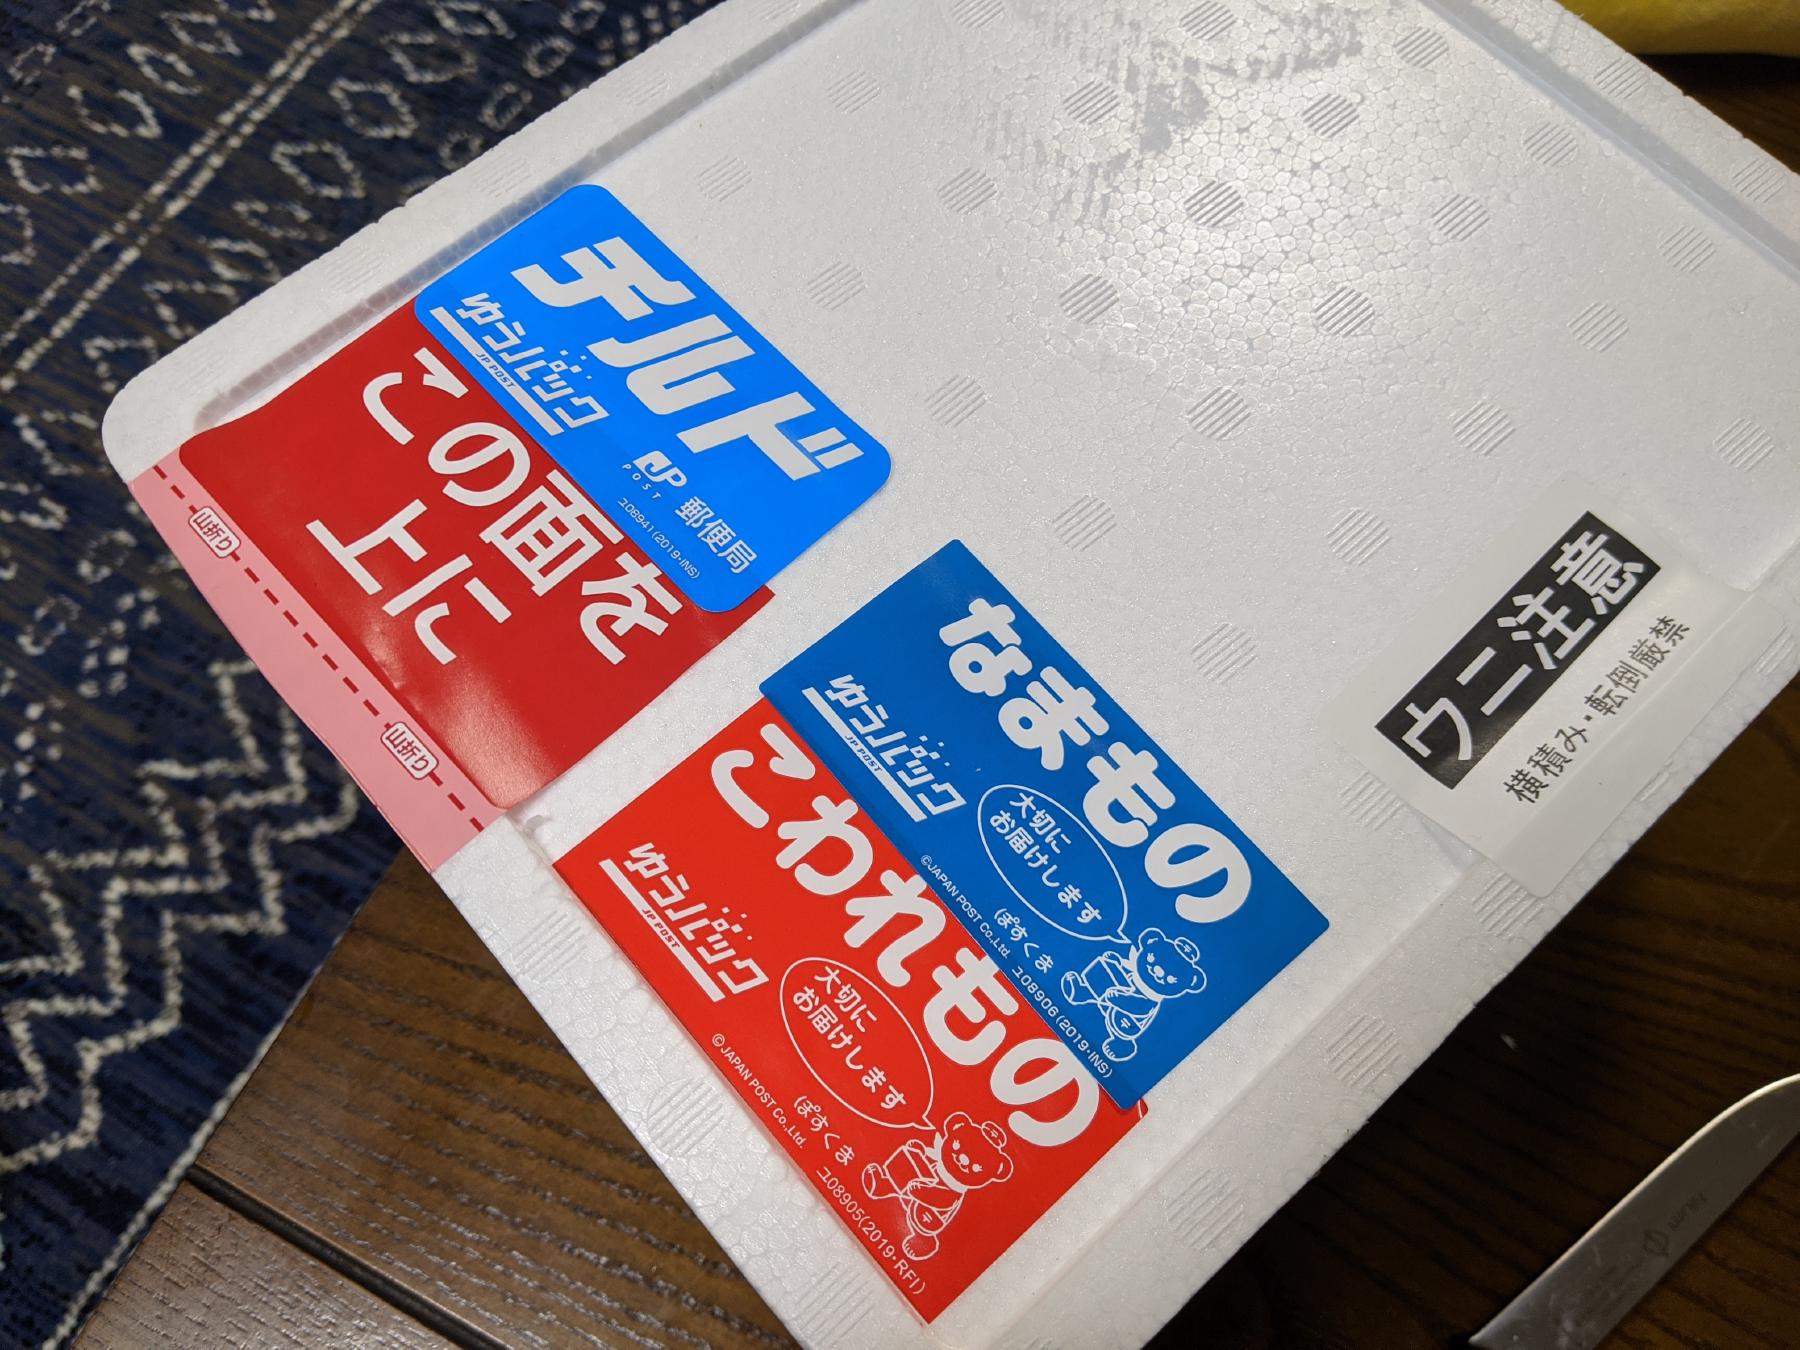 チルド
ゆうパック
JP POST
JP 郵便局
POST
ユ08941(2019・INS)
この面を
上に
山折り
山折り
なまもの
ゆうパック
JP POST
大切に
お届けします
(ぽすくま)
©JAPAN POST Co.,Ltd. ユ08906(2019・INS)
こわれもの
ゆうパック
JP POST
大切に
お届けします
(ぽすくま)
©JAPAN POST Co.,Ltd. ユ08905(2019・RFI)
ウニ注意
横積み・転倒厳禁